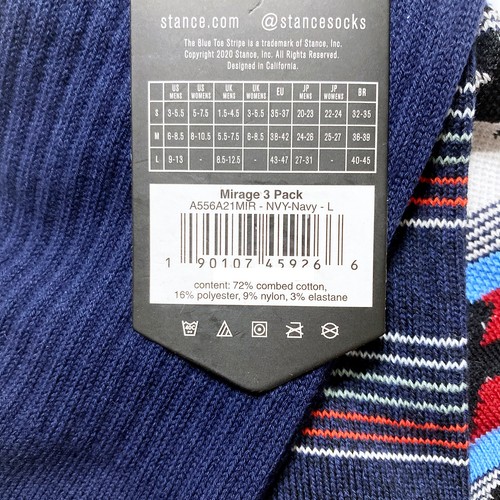 stance.com @stancesocks
The Blue Toe Stripe is a trademark of Stance, Inc.
Copyright 2020 Stance, Inc. All Rights Reserved.
Designed in California.
US MENS US WOMENS UK MENS UK WOMENS EU JP MENS JP WOMENS BR
S 3-5.5 5-7.5 1.5-4.5 3-5.5 35-37 20-23 22-24 32-35
M 6-8.5 8-10.5 5.5-7.5 6-8.5 38-42 24-26 25-27 36-39
L 9-13 - 8.5-12.5 - 43-47 27-31 - 40-45
Mirage 3 Pack
A556A21MIR - NVY-Navy - L
1 90107 45926 6
content: 72% combed cotton,
16% polyester, 9% nylon, 3% elastane